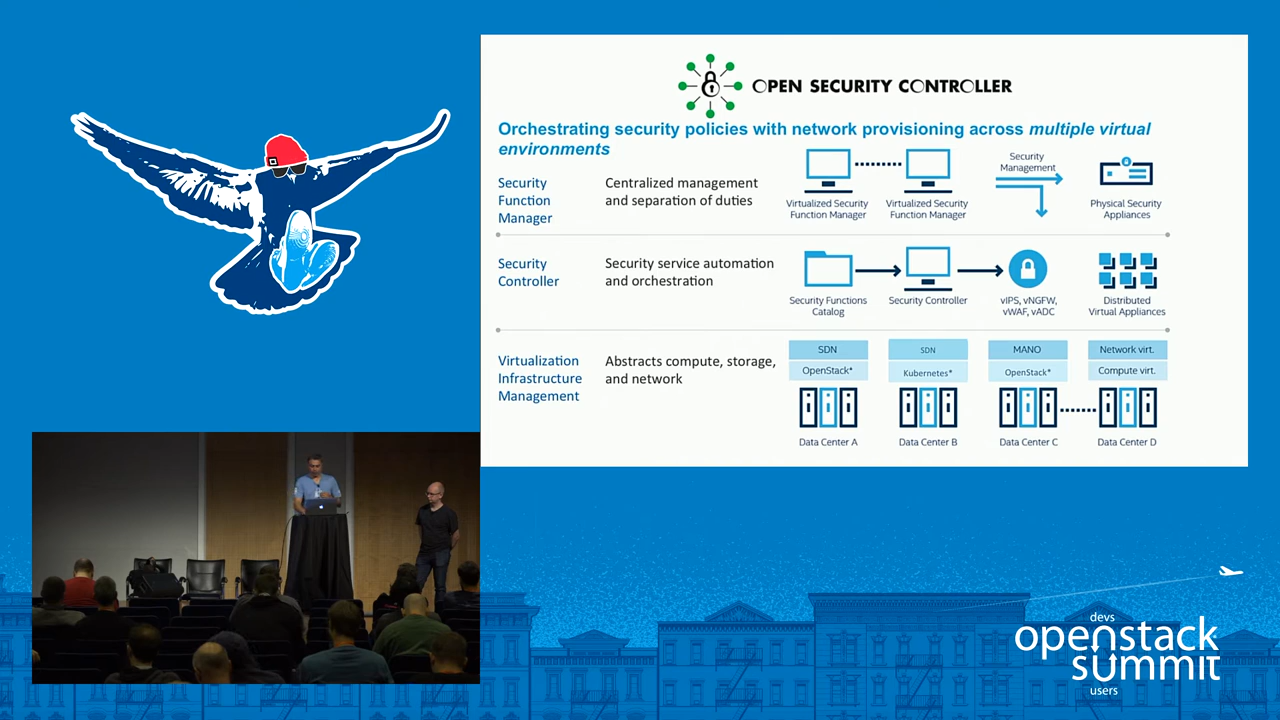 OPEN SECURITY CONTROLLER
Orchestrating security policies with network provisioning across multiple virtual
environments
Security
Function
Manager
Centralized management
and separation of duties
Virtualized Security
Function Manager
Virtualized Security
Function Manager
Security
Management
Physical Security
Appliances
Security
Controller
Security service automation
and orchestration
Security Functions
Catalog
Security Controller
vIPS, vNGFW,
vWAF, vADC
Distributed
Virtual Appliances
Virtualization
Infrastructure
Management
Abstracts compute, storage,
and network
SDN
OpenStack*
Data Center A
SDN
Kubernetes*
Data Center B
MANO
OpenStack*
Data Center C
Network virt.
Compute virt.
Data Center D
devs
openstack
summit
users